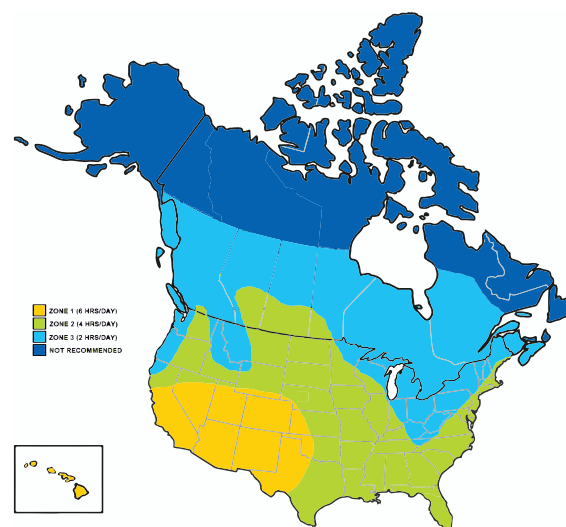 ZONE 1 (6 HRS/DAY)
ZONE 2 (4 HRS/DAY)
ZONE 3 (2 HRS/DAY)
NOT RECOMMENDED